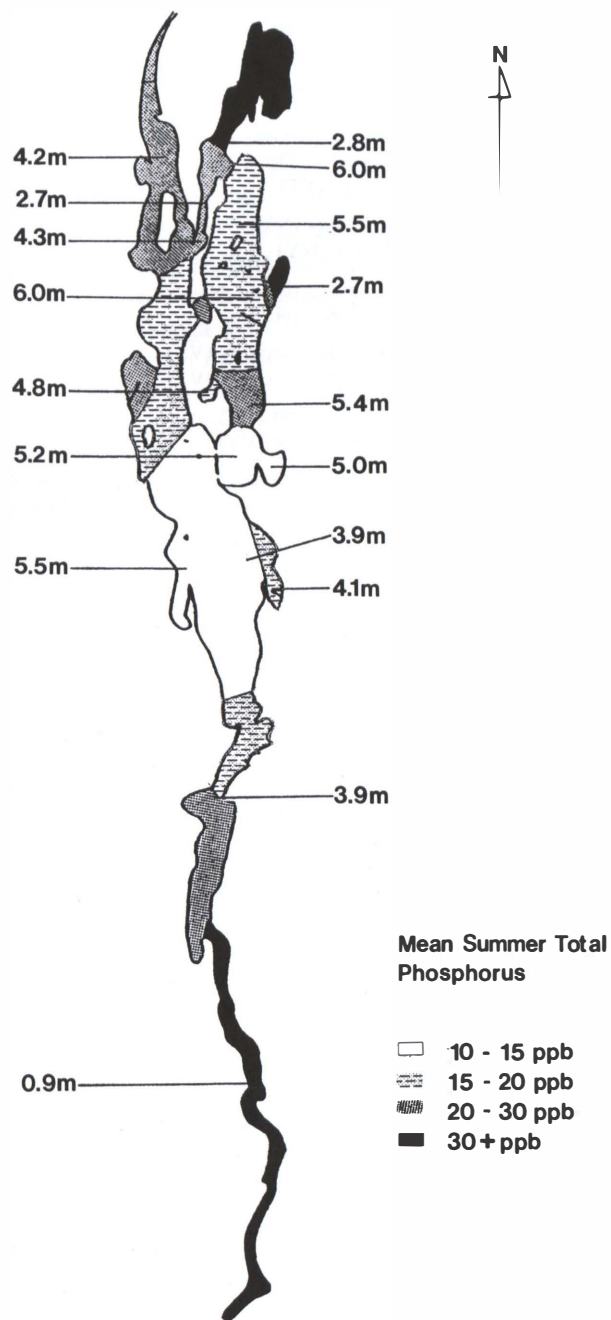 N
4.2m
2.7m
4.3m
6.0m
4.8m
5.2m
5.5m
0.9m
2.8m
6.0m
5.5m
2.7m
5.4m
5.0m
3.9m
4.1m
3.9m
Mean Summer Total
Phosphorus
10 - 15 ppb
15 - 20 ppb
20 - 30 ppb
30 + ppb